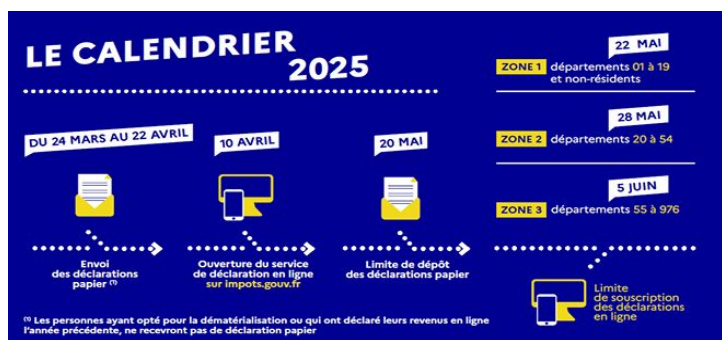 LE CALENDRIER
2025
DU 24 MARS AU 22 AVRIL
Envoi
des déclarations
papier (1)
10 AVRIL
Ouverture du service
de déclaration en ligne
sur impots.gouv.fr
20 MAI
Limite de dépôt
des déclarations papier
22 MAI
ZONE 1 départements 01 à 19
et non-résidents
28 MAI
ZONE 2 départements 20 à 54
5 JUIN
ZONE 3 départements 55 à 976
Limite
de souscription
des déclarations
en ligne
(1) Les personnes ayant opté pour la dématérialisation ou qui ont déclaré leurs revenus en ligne
l'année précédente, ne recevront pas de déclaration papier